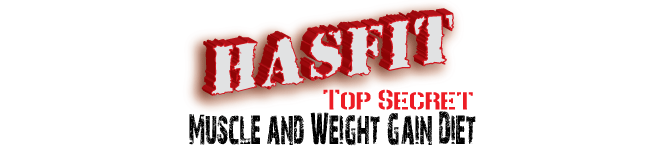 HASFIT
TOP SECRET
MUSCLE AND WEIGHT GAIN DIET